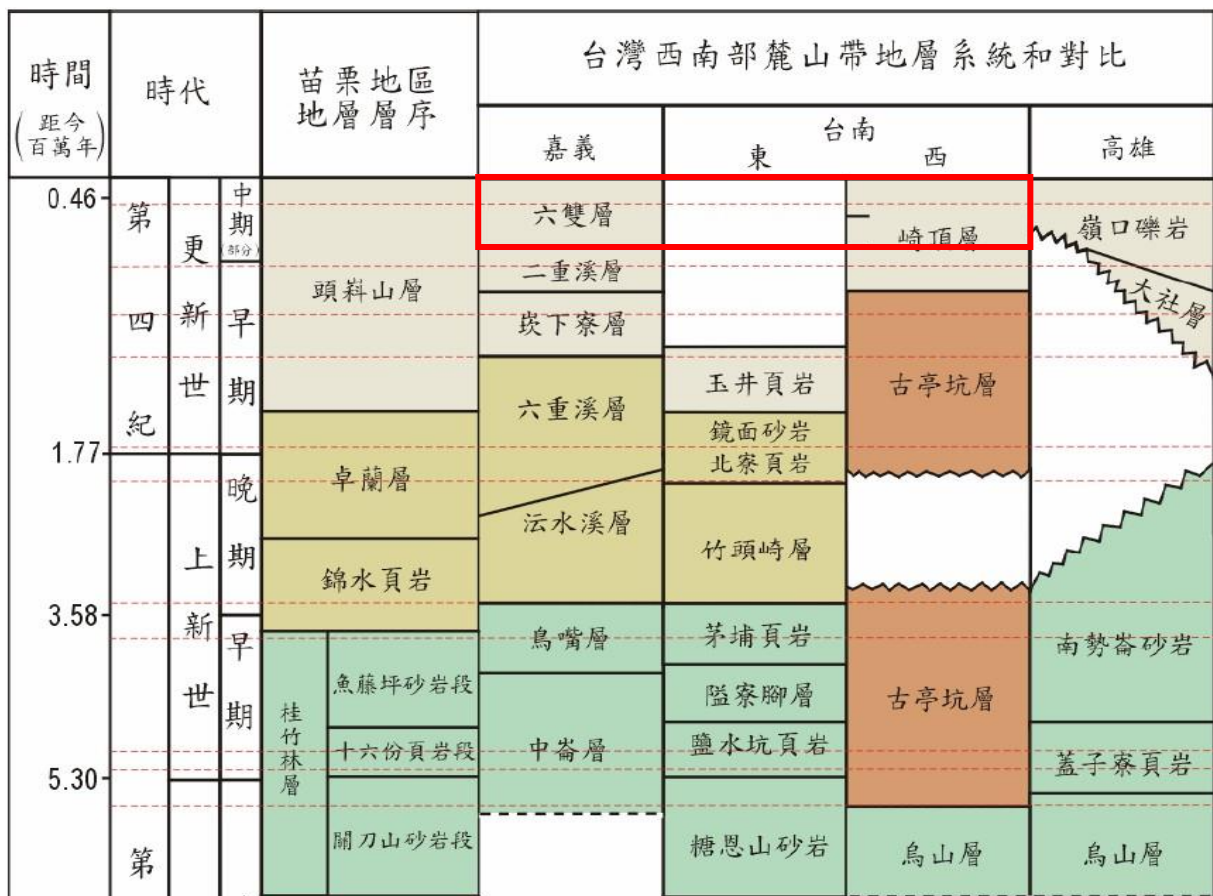 時間
(距今百萬年)
時代
苗栗地區
地層層序
台灣西南部麓山帶地層系統和對比
嘉義
台南
東
西
高雄
0.46
1.77
3.58
5.30
第四紀
第
更新世
上新世
中期
(部分)
早期
晚期
早期
頭嵙山層
卓蘭層
錦水頁岩
桂竹林層
魚藤坪砂岩段
十六份頁岩段
關刀山砂岩段
六雙層
二重溪層
崁下寮層
六重溪層
沄水溪層
鳥嘴層
中崙層
玉井頁岩
鏡面砂岩
北寮頁岩
竹頭崎層
茅埔頁岩
隘寮腳層
鹽水坑頁岩
糖恩山砂岩
崎頂層
古亭坑層
古亭坑層
烏山層
嶺口礫岩
大社層
南勢崙砂岩
蓋子寮頁岩
烏山層